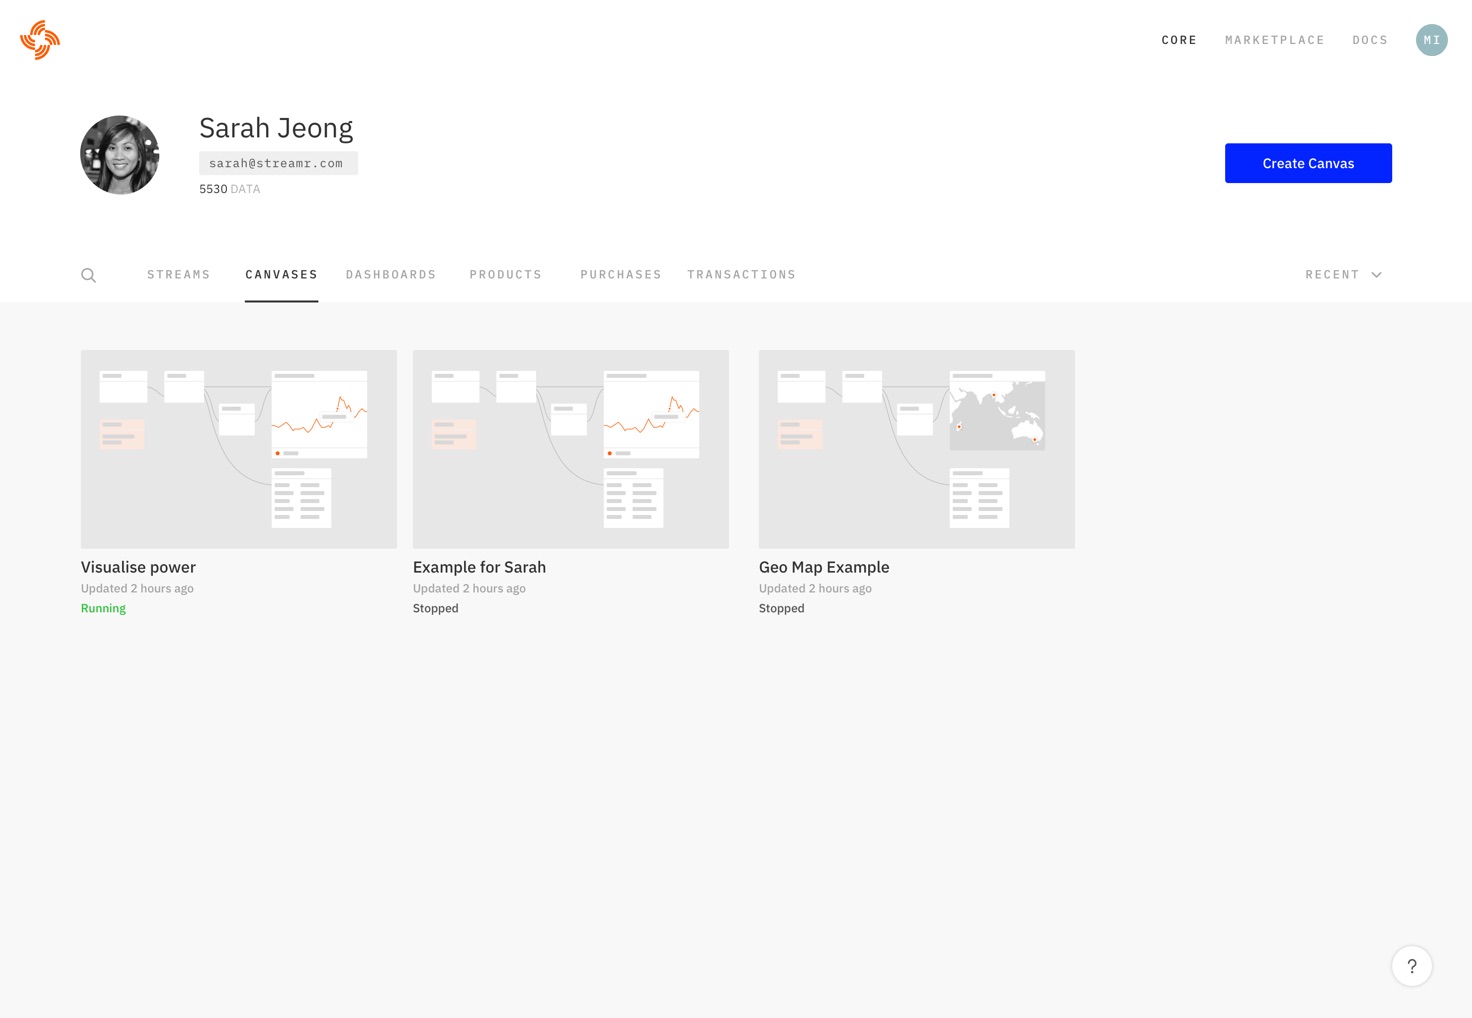 CORE MARKETPLACE DOCS MI
Sarah Jeong
sarah@streamr.com
5530 DATA
Create Canvas
STREAMS CANVASES DASHBOARDS PRODUCTS PURCHASES TRANSACTIONS RECENT
Visualise power
Updated 2 hours ago
Running
Example for Sarah
Updated 2 hours ago
Stopped
Geo Map Example
Updated 2 hours ago
Stopped
?